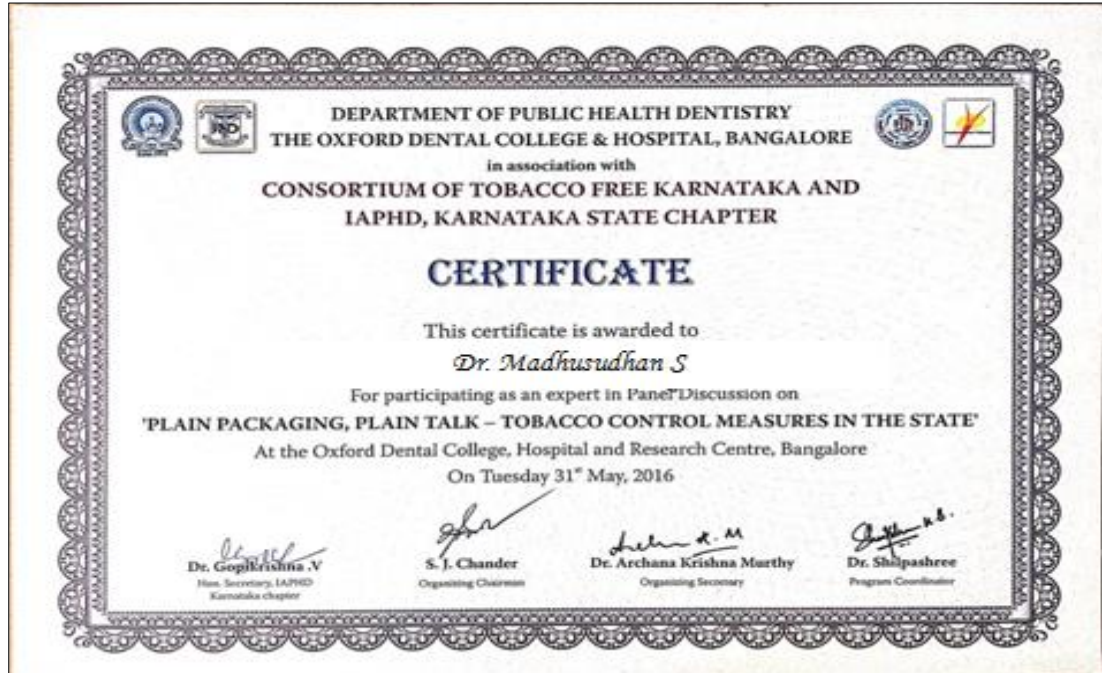 DEPARTMENT OF PUBLIC HEALTH DENTISTRY
THE OXFORD DENTAL COLLEGE & HOSPITAL, BANGALORE
in association with
CONSORTIUM OF TOBACCO FREE KARNATAKA AND
IAPHD, KARNATAKA STATE CHAPTER
CERTIFICATE
This certificate is awarded to
Dr. Madhusudhan S
For participating as an expert in Panel Discussion on
'PLAIN PACKAGING, PLAIN TALK – TOBACCO CONTROL MEASURES IN THE STATE'
At the Oxford Dental College, Hospital and Research Centre, Bangalore
On Tuesday 31st May, 2016
Dr. Gopikrishna .V
Hon. Secretary, IAPHD
Karnataka chapter
S. J. Chander
Organizing Chairman
Dr. Archana Krishna Murthy
Organizing Secretary
Dr. Shilpashree
Program Coordinator